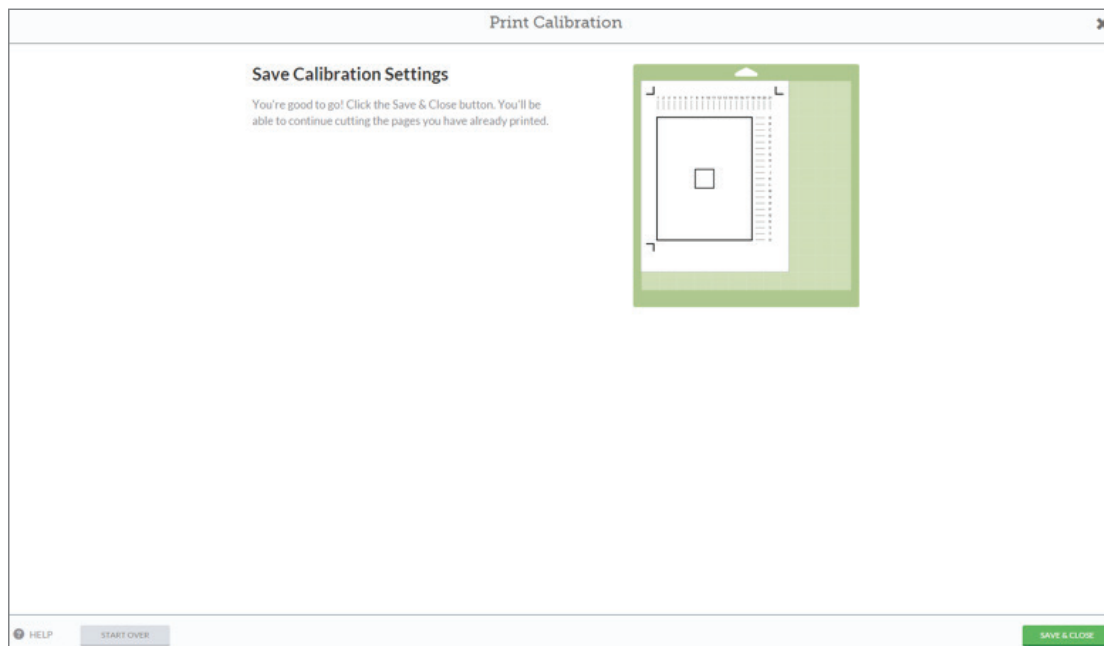 Print Calibration
Save Calibration Settings
You're good to go! Click the Save & Close button. You'll be
able to continue cutting the pages you have already printed.
HELP
START OVER
SAVE & CLOSE